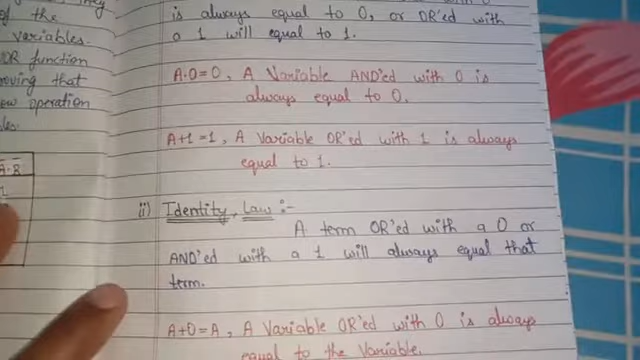 of the
variables.
function
oving that
operation
is always equal to 0, or OR'ed with
a 1 will equal to 1.
A·0=0, A Variable AND'ed with 0 is
always equal to 0.
A+1=1, A Variable OR'ed with 1 is always
equal to 1.
ii) Identity Law :-
A term OR'ed with a 0 or
AND'ed with a 1 will always equal that
term.
A+0=A, A Variable OR'ed with 0 is always
equal to the Variable.